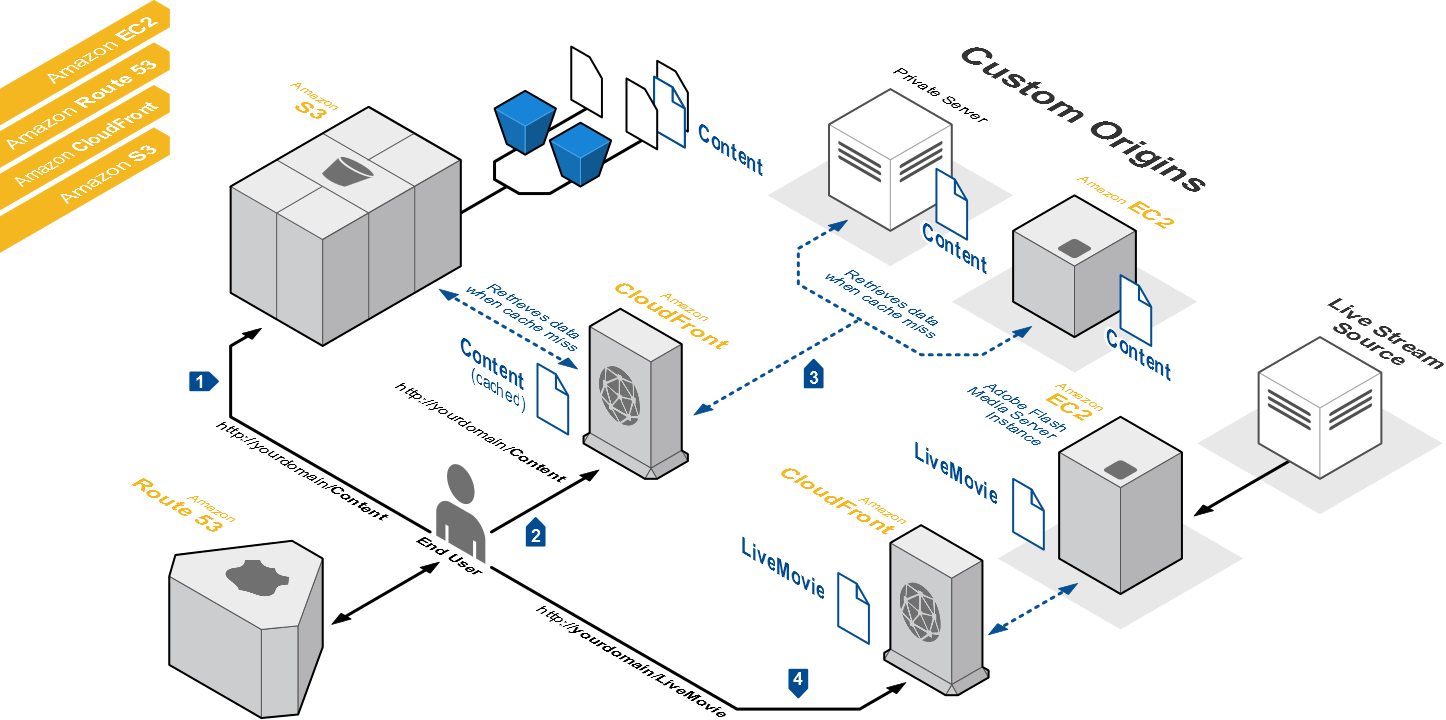 Amazon EC2
Amazon Route 53
Amazon CloudFront
Amazon S3
Amazon
S3
Content
Private Server
Custom Origins
Content
Amazon EC2
Content
Retrieves data
when cache miss
Retrieves data
when cache miss
Amazon
CloudFront
Content
(cached)
Live Stream
Source
1
3
http://yourdomain/Content
http://yourdomain/Content
Amazon
EC2
Adobe Flash
Media Server
Instance
LiveMovie
Amazon
Route 53
End User
2
Amazon
CloudFront
LiveMovie
http://yourdomain/LiveMovie
4